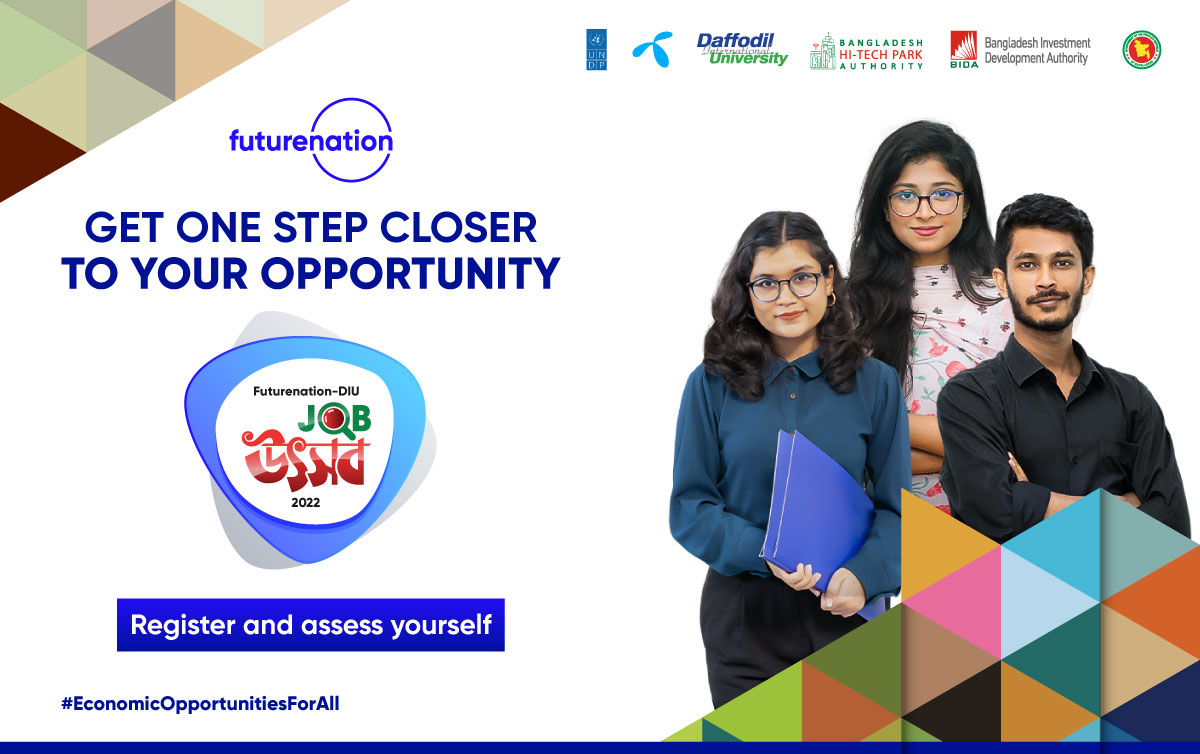 UNDP
Daffodil
International
University
BANGLADESH
HI-TECH PARK
AUTHORITY
BIDA
Bangladesh Investment
Development Authority
futurenation
GET ONE STEP CLOSER
TO YOUR OPPORTUNITY
Futurenation-DIU
JOB
উৎসব
2022
Register and assess yourself
#EconomicOpportunitiesForAll